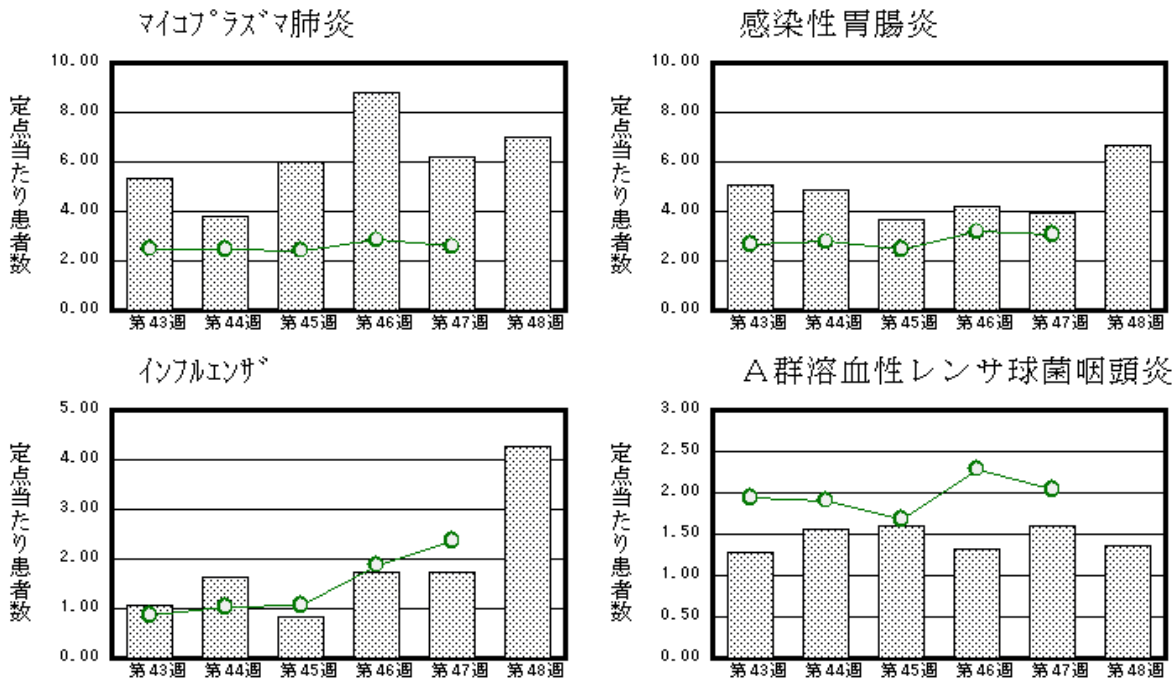 マイコプラズマ肺炎
10.00
8.00
6.00
4.00
2.00
0.00
定点当たり患者数
第43週 第44週 第45週 第46週 第47週 第48週
感染性胃腸炎
10.00
8.00
6.00
4.00
2.00
0.00
定点当たり患者数
第43週 第44週 第45週 第46週 第47週 第48週
インフルエンザ
5.00
4.00
3.00
2.00
1.00
0.00
定点当たり患者数
第43週 第44週 第45週 第46週 第47週 第48週
A群溶血性レンサ球菌咽頭炎
3.00
2.50
2.00
1.50
1.00
0.50
0.00
定点当たり患者数
第43週 第44週 第45週 第46週 第47週 第48週